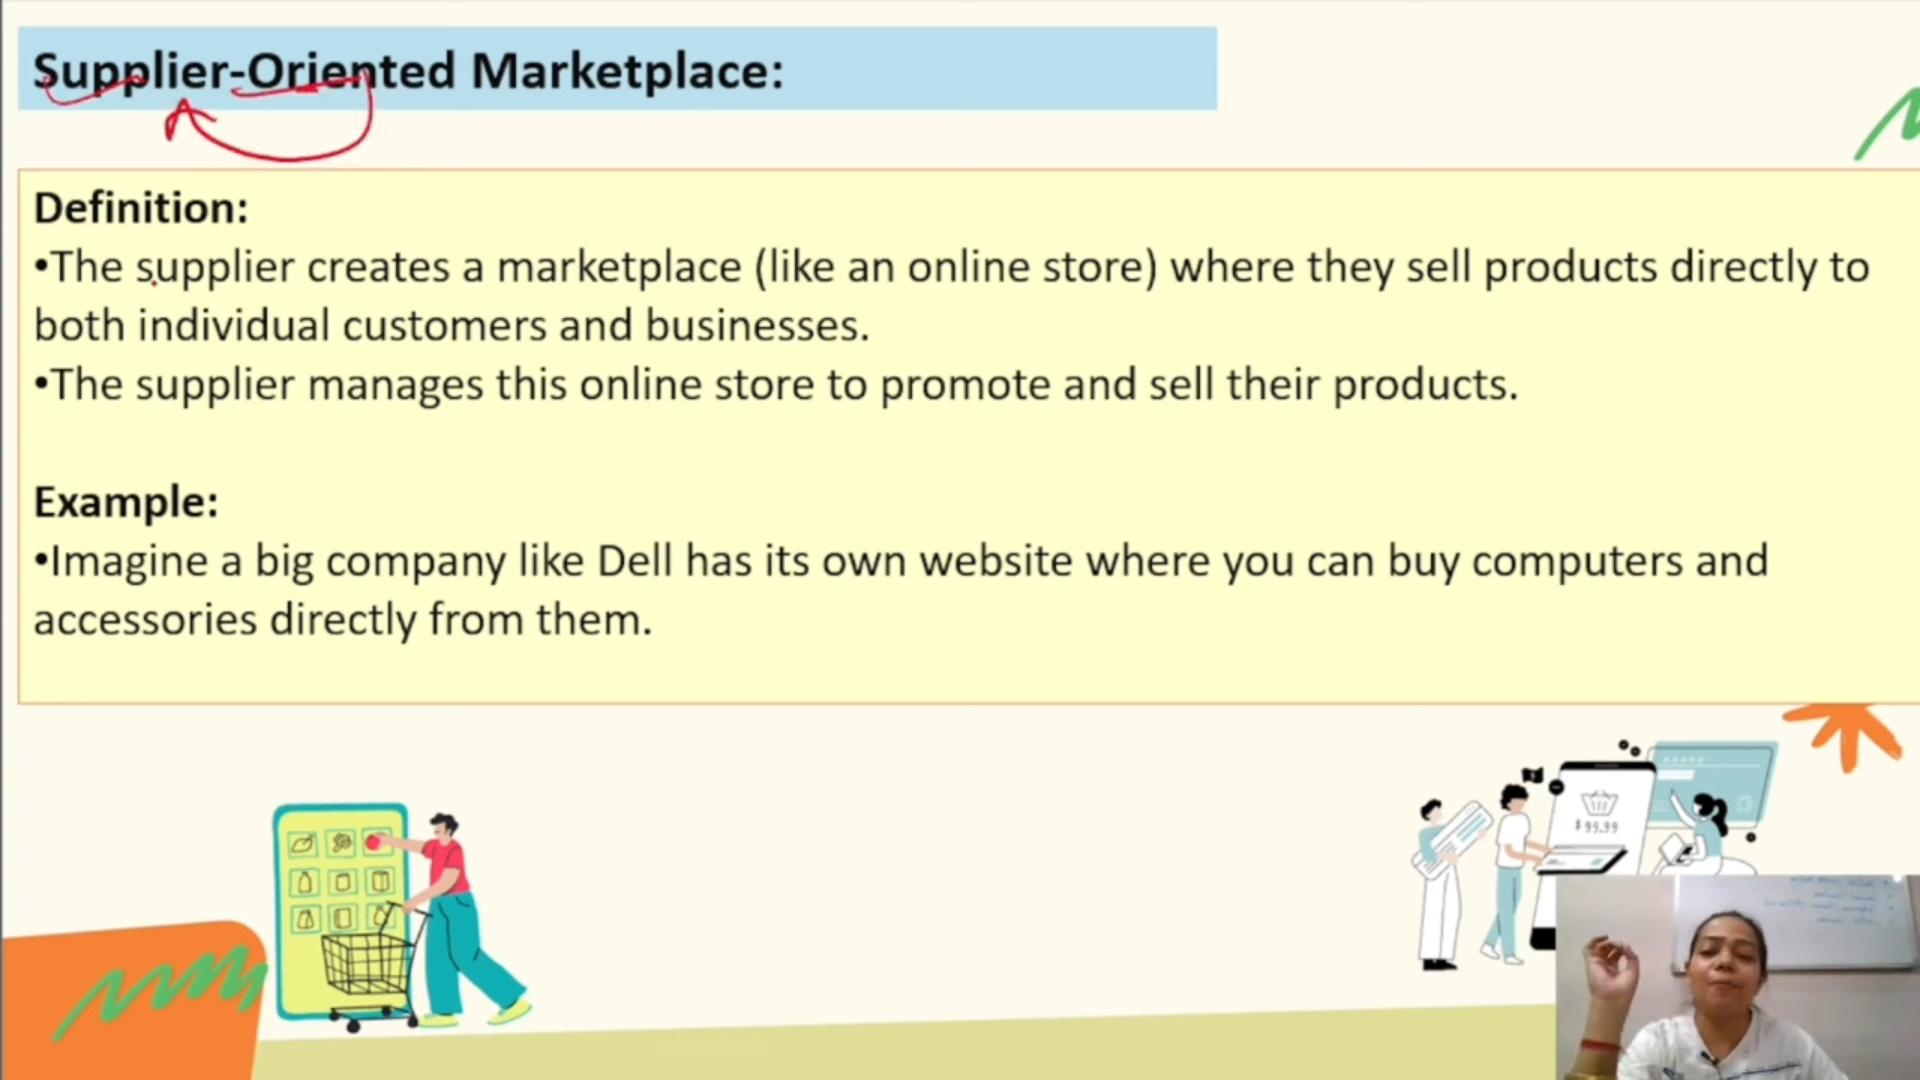 Supplier-Oriented Marketplace:
Definition:
•The supplier creates a marketplace (like an online store) where they sell products directly to
both individual customers and businesses.
•The supplier manages this online store to promote and sell their products.
Example:
•Imagine a big company like Dell has its own website where you can buy computers and
accessories directly from them.
$99.99